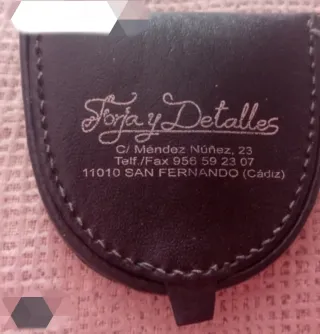 Forja y Detalles
C/ Méndez Núñez, 23
Telf./Fax 956 59 23 07
11010 SAN FERNANDO (Cádiz)